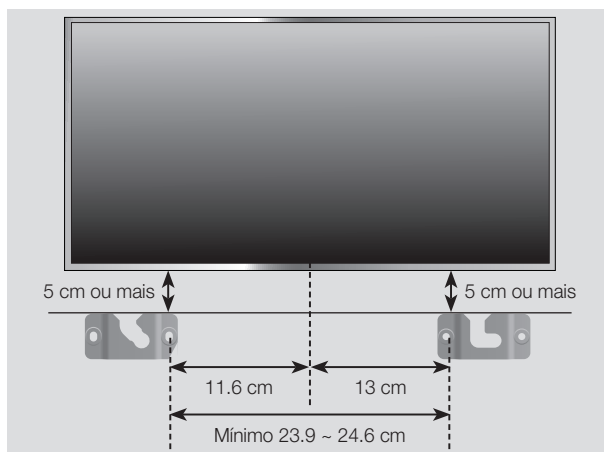 5 cm ou mais
5 cm ou mais
11.6 cm
13 cm
Mínimo 23.9 ~ 24.6 cm